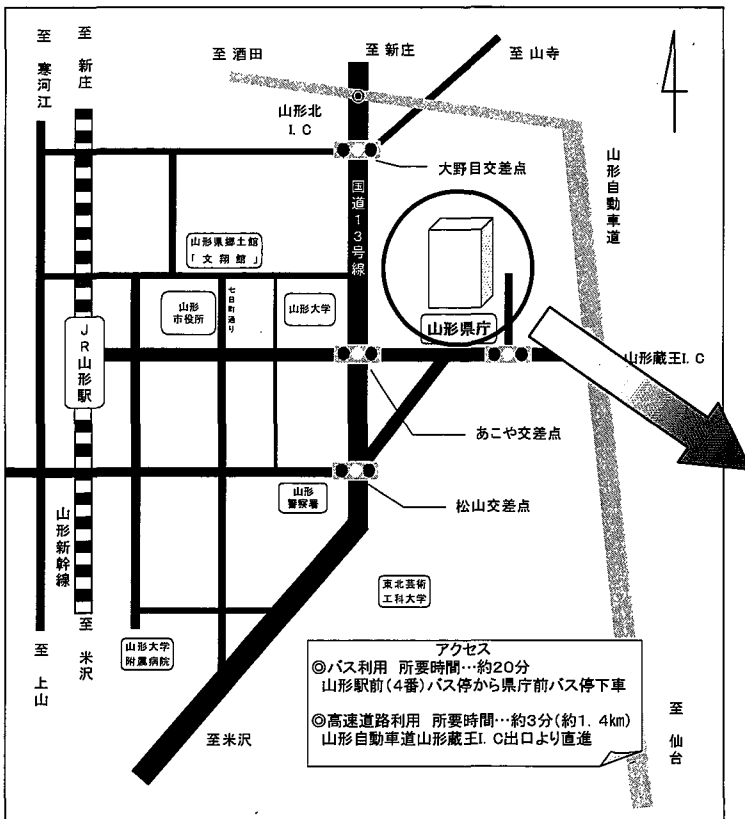 至 寒河江
至 新庄
至 酒田
至 新庄
至 山寺
山形北
I. C
大野目交差点
国道13号線
山形自動車道
山形県郷土館
「文翔館」
山形
市役所
七日町通り
山形大学
山形県庁
JR山形駅
山形蔵王I. C
あこや交差点
山形
警察署
松山交差点
山形新幹線
東北芸術
工科大学
山形大学
附属病院
至 上山
至 米沢
至米沢
アクセス
◎バス利用 所要時間…約20分
山形駅前(4番)バス停から県庁前バス停下車
◎高速道路利用 所要時間…約3分(約1. 4km)
山形自動車道山形蔵王I. C出口より直進
至 仙台